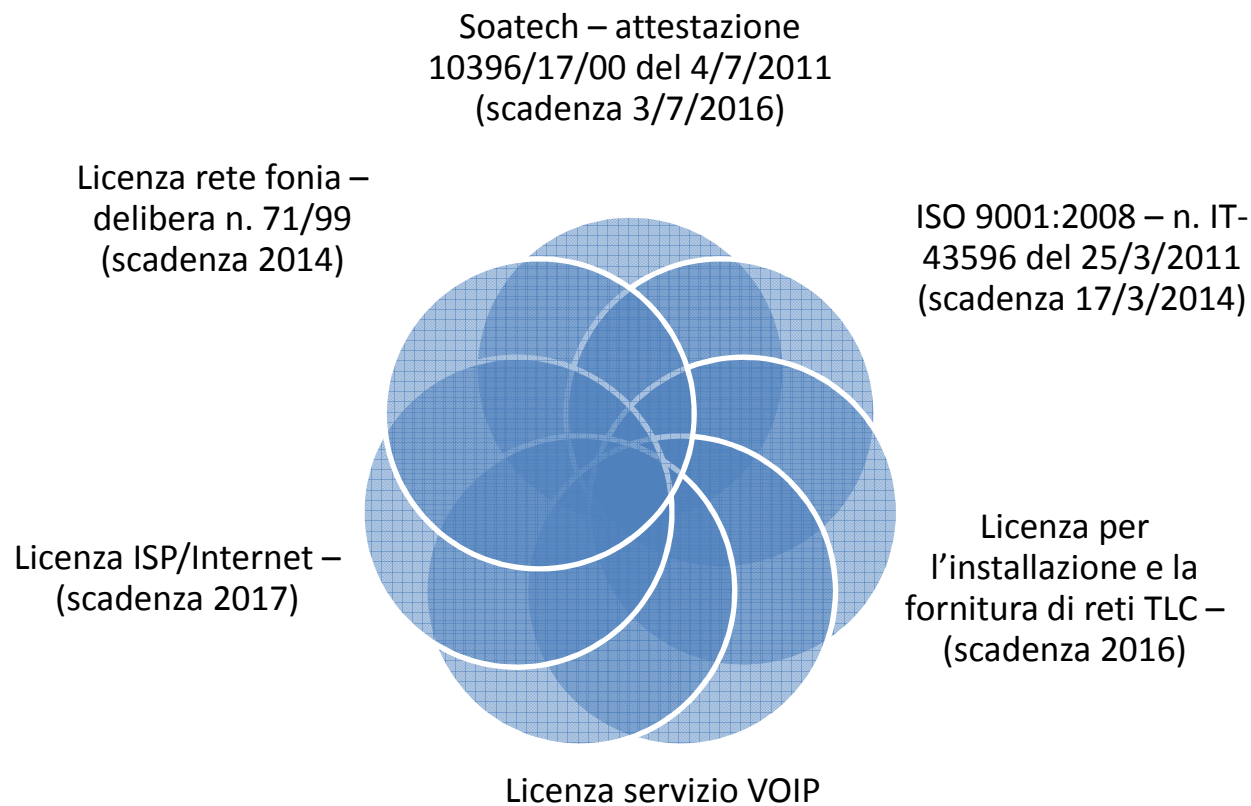 Soatech – attestazione
10396/17/00 del 4/7/2011
(scadenza 3/7/2016)
Licenza rete fonia –
delibera n. 71/99
(scadenza 2014)
ISO 9001:2008 – n. IT-
43596 del 25/3/2011
(scadenza 17/3/2014)
Licenza ISP/Internet –
(scadenza 2017)
Licenza per
l’installazione e la
fornitura di reti TLC –
(scadenza 2016)
Licenza servizio VOIP